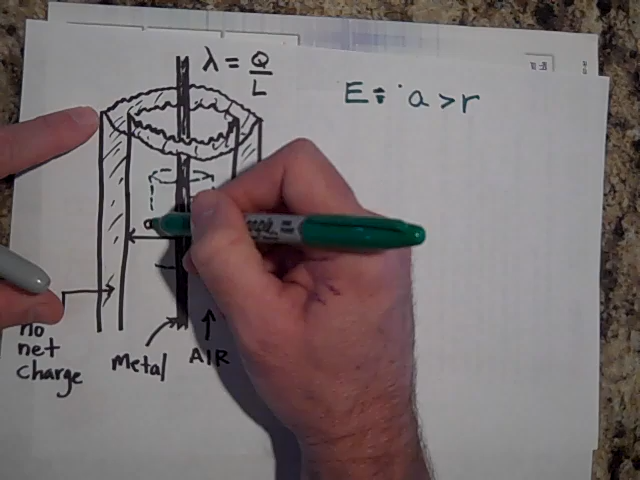 λ = Q
L
E: a > r
no
net
charge
metal
AIR